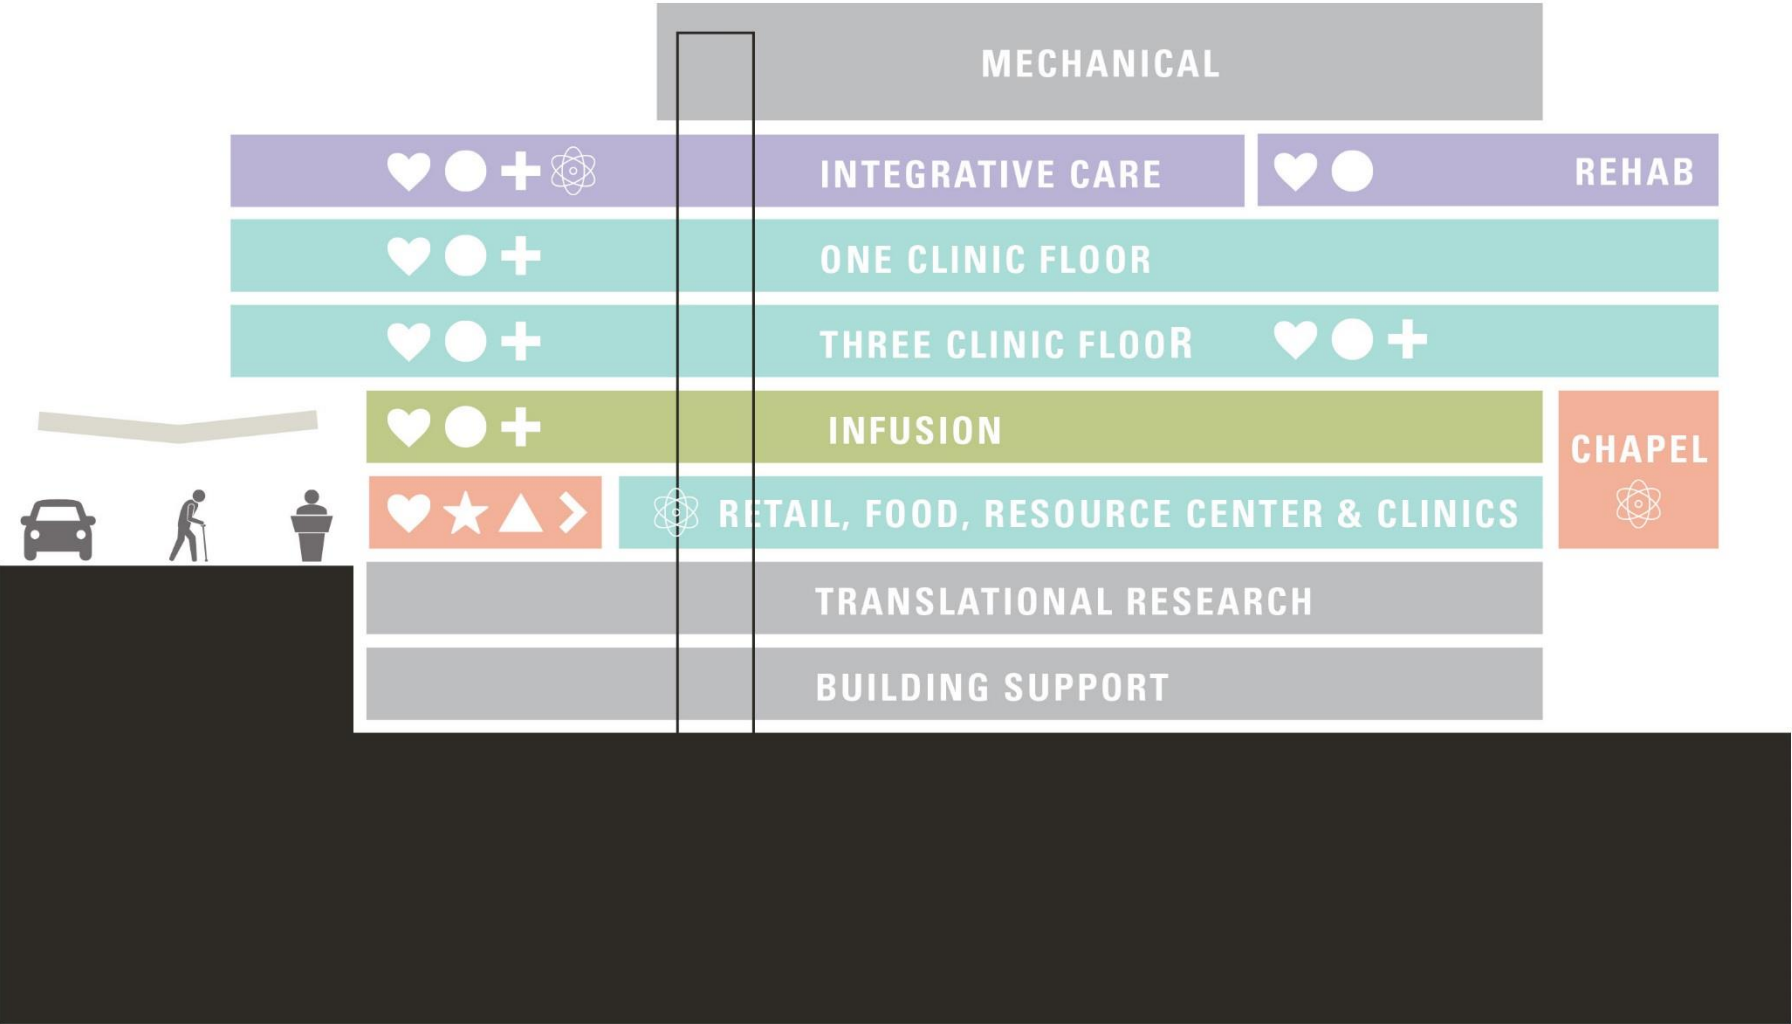 MECHANICAL
INTEGRATIVE CARE
REHAB
ONE CLINIC FLOOR
THREE CLINIC FLOOR
INFUSION
CHAPEL
RETAIL, FOOD, RESOURCE CENTER & CLINICS
TRANSLATIONAL RESEARCH
BUILDING SUPPORT